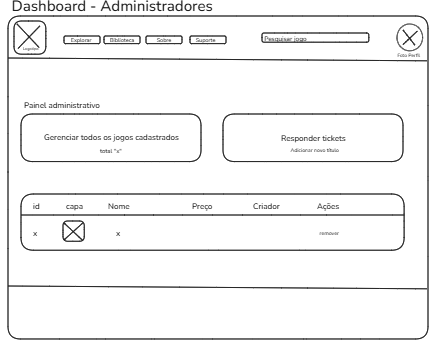 Dashboard - Administradores
Logotipo
Explorar Biblioteca Sobre Suporte Pesquisar jogo
Foto Perfil
Painel administrativo
Gerenciar todos os jogos cadastrados
total "x"
Responder tickets
Adicionar novo título
id capa Nome Preço Criador Ações
x x remover